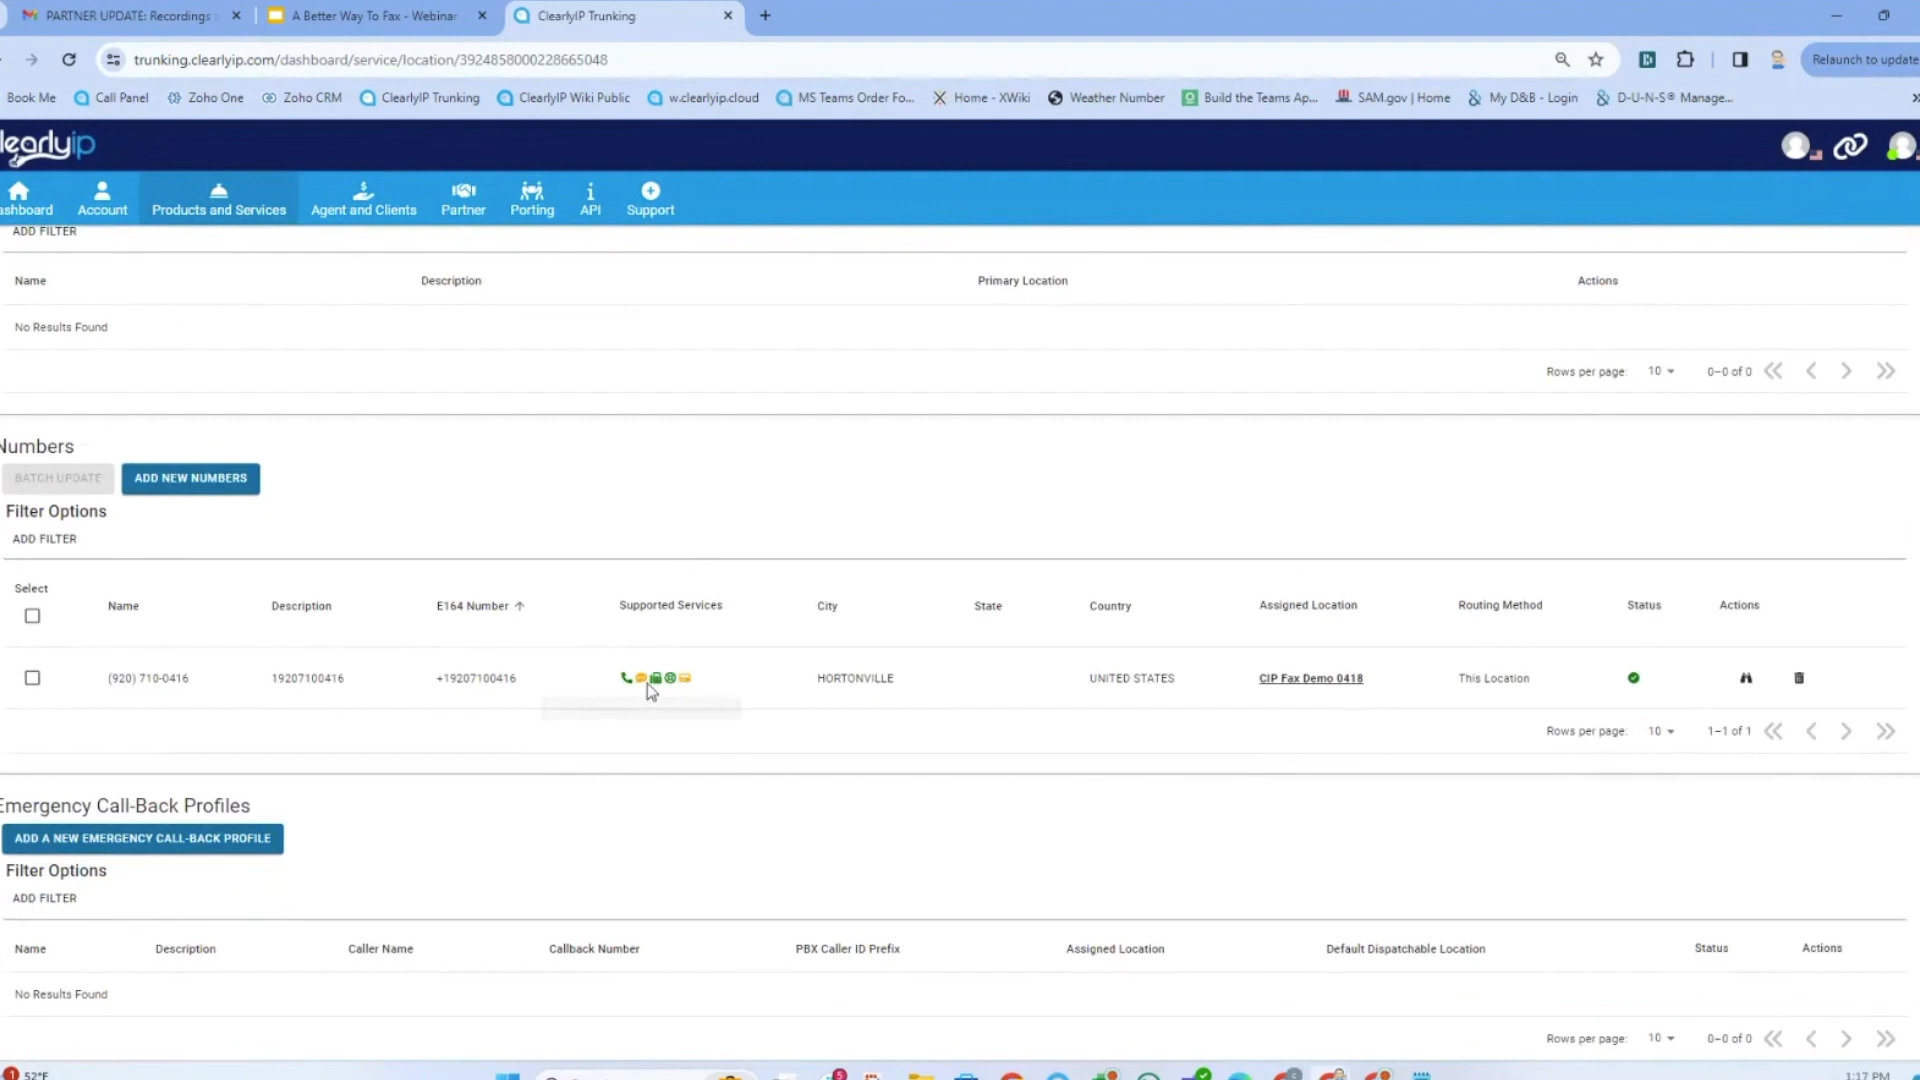 PARTNER UPDATE: Recordings
A Better Way To Fax - Webinar
ClearlyIP Trunking
trunking.clearlyip.com/dashboard/service/location/3924858000228665048
Relaunch to update
Book Me
Call Panel
Zoho One
Zoho CRM
ClearlyIP Trunking
ClearlyIP Wiki Public
w.clearlyip.cloud
MS Teams Order Fo...
Home - XWiki
Weather Number
Build the Teams Ap...
SAM.gov | Home
My D&B - Login
D-U-N-S® Manage...
learlyip
ashboard
Account
Products and Services
Agent and Clients
Partner
Porting
API
Support
ADD FILTER
Name Description Primary Location Actions
No Results Found
Rows per page: 10 0-0 of 0
Numbers
BATCH UPDATE ADD NEW NUMBERS
Filter Options
ADD FILTER
Select
Name Description E164 Number Supported Services City State Country Assigned Location Routing Method Status Actions
(920) 710-0416 19207100416 +19207100416 HORTONVILLE UNITED STATES CIP Fax Demo 0418 This Location
Rows per page: 10 1-1 of 1
Emergency Call-Back Profiles
ADD A NEW EMERGENCY CALL-BACK PROFILE
Filter Options
ADD FILTER
Name Description Caller Name Callback Number PBX Caller ID Prefix Assigned Location Default Dispatchable Location Status Actions
No Results Found
Rows per page: 10 0-0 of 0
1 52°F
5
1:17 PM